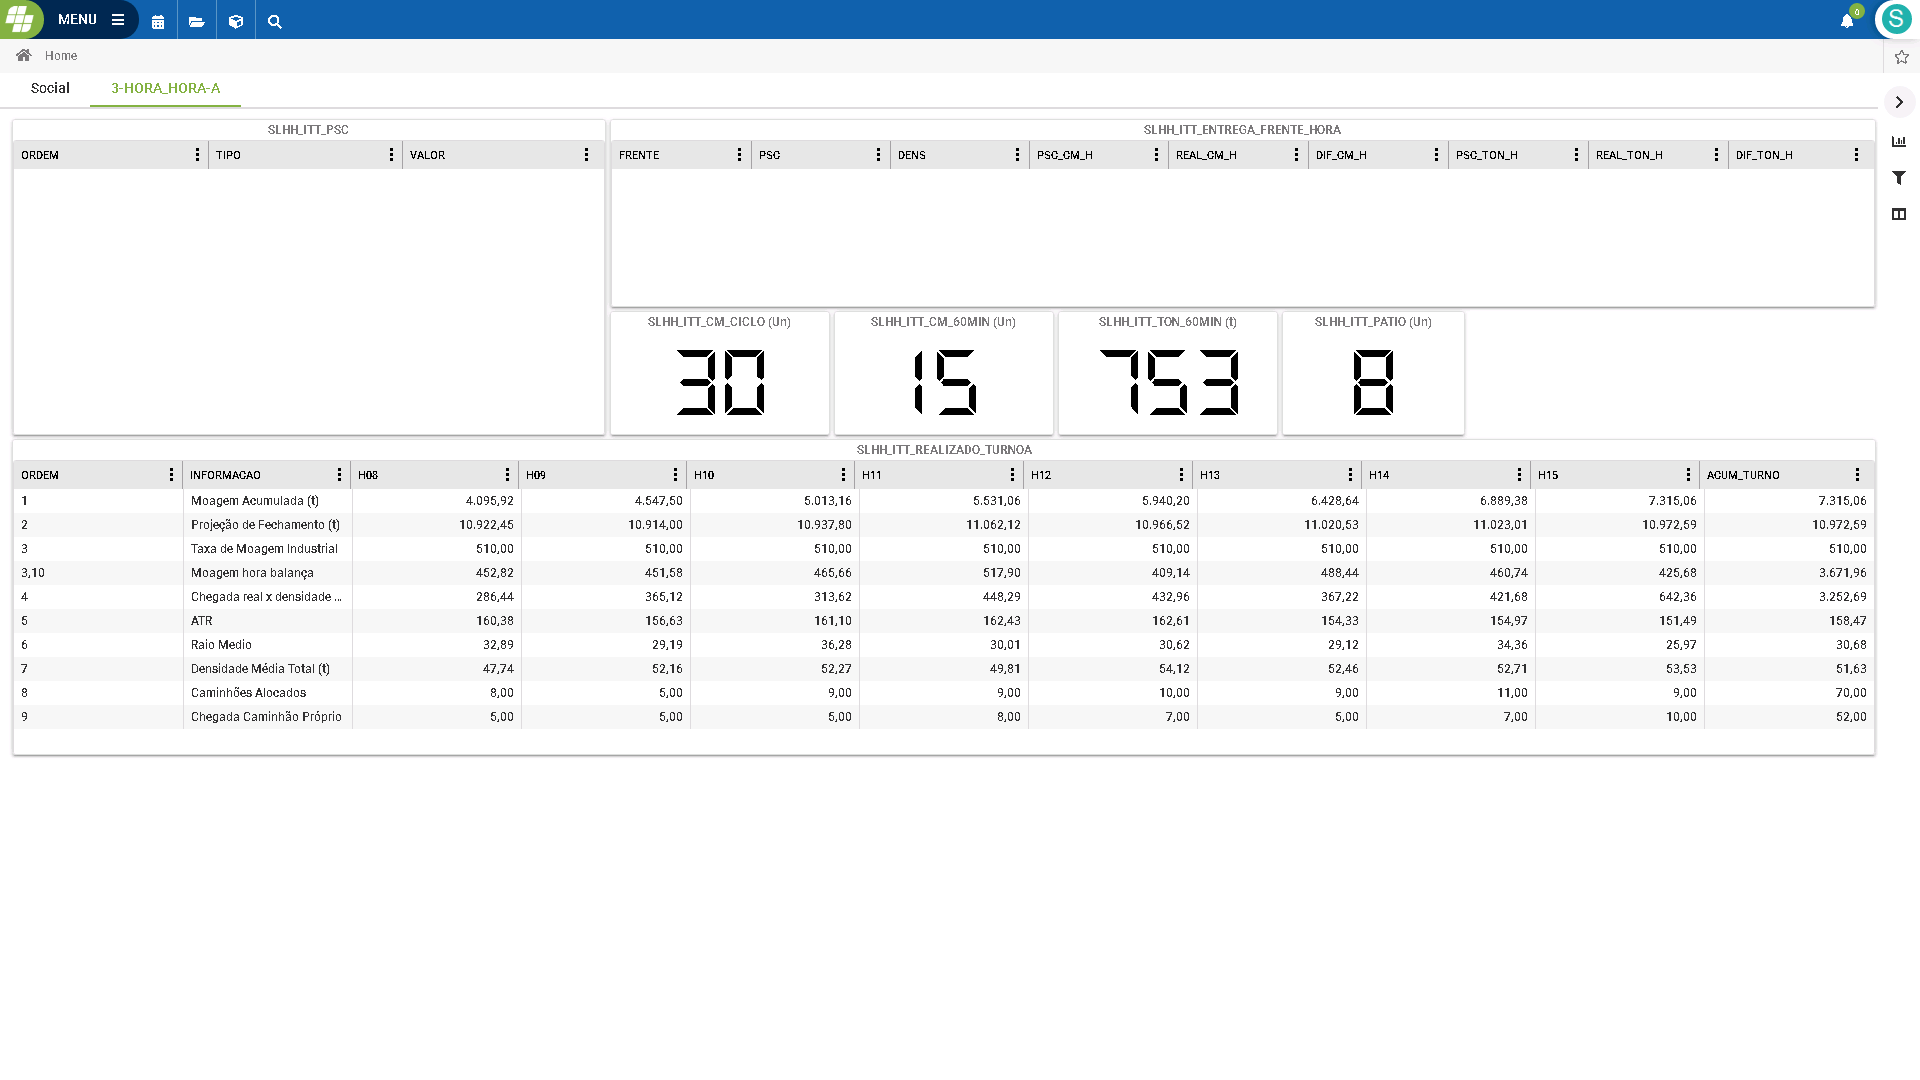 MENU
0
S
Home
Social 3-HORA_HORA-A
SLHH_ITT_PSC
ORDEM TIPO VALOR
SLHH_ITT_ENTREGA_FRENTE_HORA
FRENTE PSC DENS PSC_CM_H REAL_CM_H DIF_CM_H PSC_TON_H REAL_TON_H DIF_TON_H
SLHH_ITT_CM_CICLO (Un) SLHH_ITT_CM_60MIN (Un) SLHH_ITT_TON_60MIN (t) SLHH_ITT_PATIO (Un)
30 15 753 8
SLHH_ITT_REALIZADO_TURNOA
ORDEM INFORMACAO H08 H09 H10 H11 H12 H13 H14 H15 ACUM_TURNO
1 Moagem Acumulada (t) 4.095,92 4.547,50 5.013,16 5.531,06 5.940,20 6.428,64 6.889,38 7.315,06 7.315,06
2 Projeção de Fechamento (t) 10.922,45 10.914,00 10.937,80 11.062,12 10.966,52 11.020,53 11.023,01 10.972,59 10.972,59
3 Taxa de Moagem Industrial 510,00 510,00 510,00 510,00 510,00 510,00 510,00 510,00 510,00
3,10 Moagem hora balança 452,82 451,58 465,66 517,90 409,14 488,44 460,74 425,68 3.671,96
4 Chegada real x densidade ... 286,44 365,12 313,62 448,29 432,96 367,22 421,68 642,36 3.252,69
5 ATR 160,38 156,63 161,10 162,43 162,61 154,33 154,97 151,49 158,47
6 Raio Medio 32,89 29,19 36,28 30,01 30,62 29,12 34,36 25,97 30,68
7 Densidade Média Total (t) 47,74 52,16 52,27 49,81 54,12 52,46 52,71 53,53 51,63
8 Caminhões Alocados 8,00 5,00 9,00 9,00 10,00 9,00 11,00 9,00 70,00
9 Chegada Caminhão Próprio 5,00 5,00 5,00 8,00 7,00 5,00 7,00 10,00 52,00